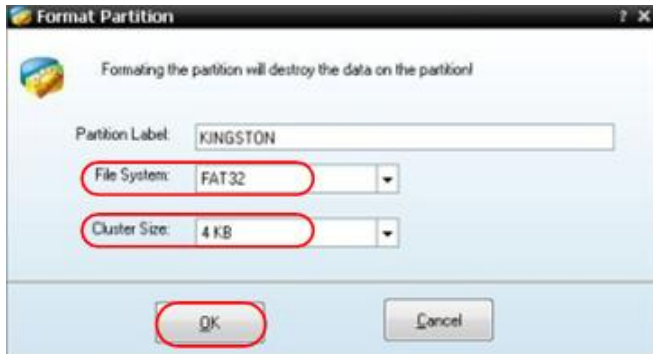 Format Partition ? X
Formating the partition will destroy the data on the partition!
Partition Label: KINGSTON
File System: FAT32
Cluster Size: 4 KB
OK Cancel